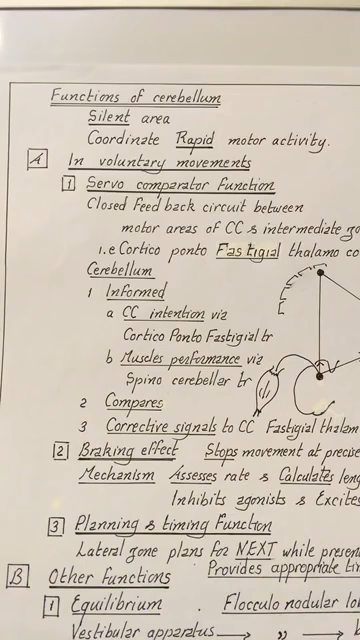 Functions of cerebellum
Silent area
Coordinate Rapid motor activity.
A In voluntary movements
1 Servo comparator function
Closed feed back circuit between
motor areas of CC & intermediate zo
i.e Cortico ponto Fastigial thalamo co
Cerebellum
1 Informed
a CC intention via
Cortico Ponto Fastigial tr
b Muscles performance via
Spino cerebellar tr
2 Compares
3 Corrective signals to CC Fastigial thalam
2 Braking effect Stops movement at precise
Mechanism Assesses rate & Calculates leng
Inhibits agonists & Excites
3 Planning & timing Function
Lateral zone plans for NEXT while presen
Provides appropriate tim
B Other functions
1 Equilibrium . Flocculo nodular lo
Vestibular apparatus → " →